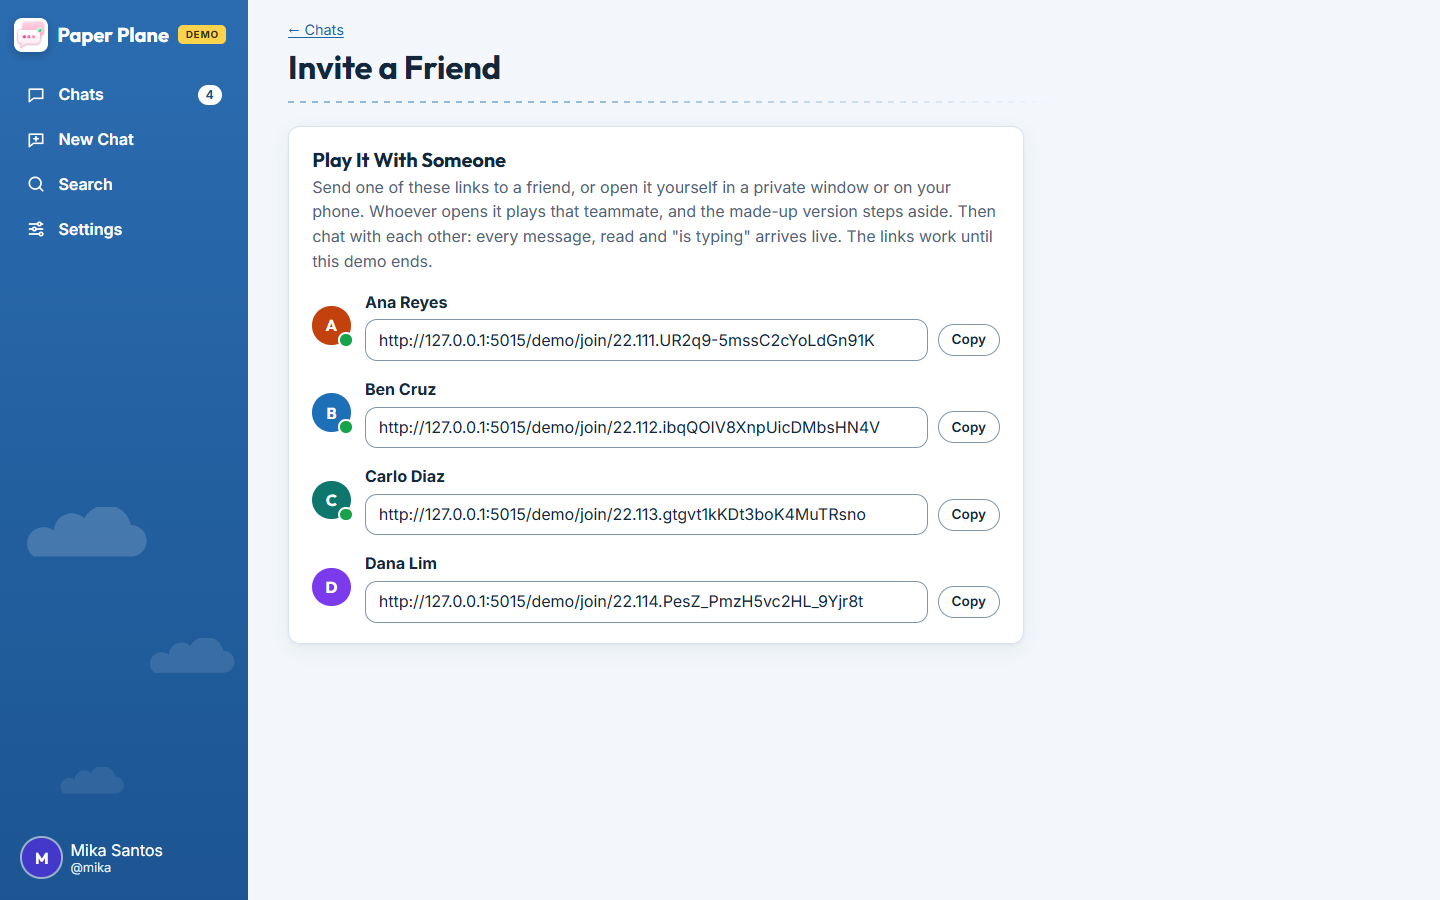 Paper Plane DEMO
Chats 4
New Chat
Search
Settings
Mika Santos
@mika
← Chats
Invite a Friend
Play It With Someone
Send one of these links to a friend, or open it yourself in a private window or on your
phone. Whoever opens it plays that teammate, and the made-up version steps aside. Then
chat with each other: every message, read and "is typing" arrives live. The links work until
this demo ends.
Ana Reyes
A
http://127.0.0.1:5015/demo/join/22.111.UR2q9-5mssC2cYoLdGn91K
Copy
Ben Cruz
B
http://127.0.0.1:5015/demo/join/22.112.ibqQOIV8XnpUicDMbsHN4V
Copy
Carlo Diaz
C
http://127.0.0.1:5015/demo/join/22.113.gtgvt1kKDt3boK4MuTRsno
Copy
Dana Lim
D
http://127.0.0.1:5015/demo/join/22.114.PesZ_PmzH5vc2HL_9Yjr8t
Copy
M